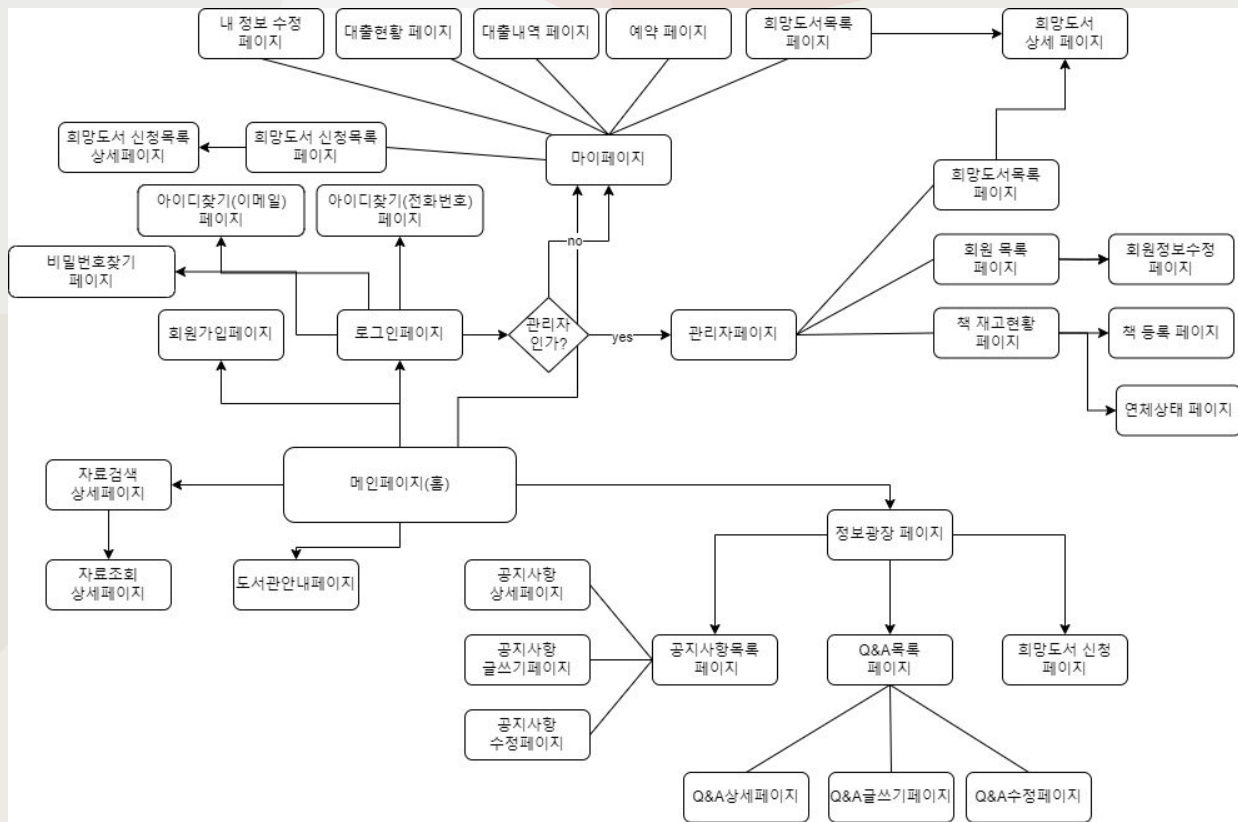 내 정보 수정
페이지
대출현황 페이지
대출내역 페이지
예약 페이지
희망도서목록
페이지
희망도서
상세 페이지
희망도서 신청목록
상세페이지
희망도서 신청목록
페이지
마이페이지
희망도서목록
페이지
아이디찾기(이메일)
페이지
아이디찾기(전화번호)
페이지
no
비밀번호찾기
페이지
회원 목록
페이지
회원정보수정
페이지
회원가입페이지
로그인페이지
관리자
인가?
yes
관리자페이지
책 재고현황
페이지
책 등록 페이지
연체상태 페이지
자료검색
상세페이지
메인페이지(홈)
정보광장 페이지
자료조회
상세페이지
도서관안내페이지
공지사항
상세페이지
공지사항
글쓰기페이지
공지사항목록
페이지
Q&A목록
페이지
희망도서 신청
페이지
공지사항
수정페이지
Q&A상세페이지
Q&A글쓰기페이지
Q&A수정페이지